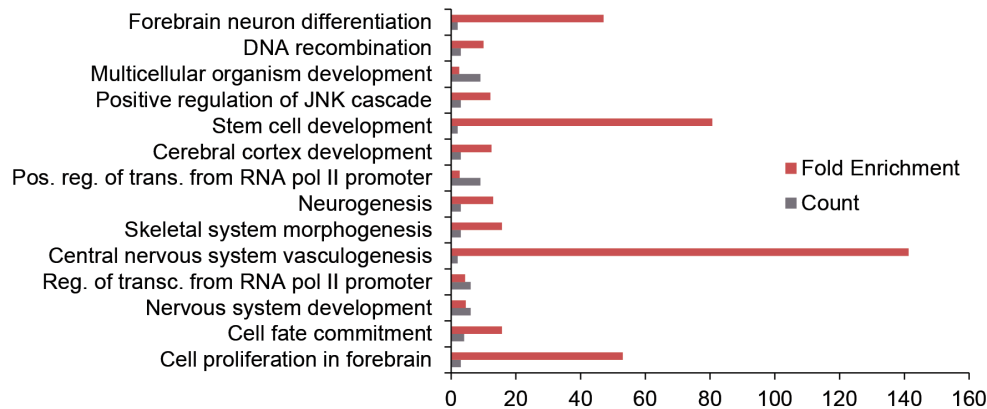 Forebrain neuron differentiation
DNA recombination
Multicellular organism development
Positive regulation of JNK cascade
Stem cell development
Cerebral cortex development
Pos. reg. of trans. from RNA pol II promoter
Neurogenesis
Skeletal system morphogenesis
Central nervous system vasculogenesis
Reg. of transc. from RNA pol II promoter
Nervous system development
Cell fate commitment
Cell proliferation in forebrain
Fold Enrichment
Count
0 20 40 60 80 100 120 140 160